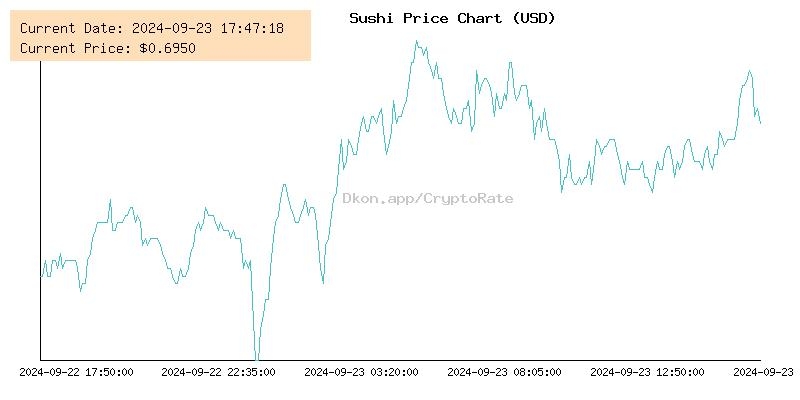 Sushi Price Chart (USD)
Current Date: 2024-09-23 17:47:18
Current Price: $0.6950
Dkon.app/CryptoRate
2024-09-22 17:50:00 2024-09-22 22:35:00 2024-09-23 03:20:00 2024-09-23 08:05:00 2024-09-23 12:50:00 2024-09-23